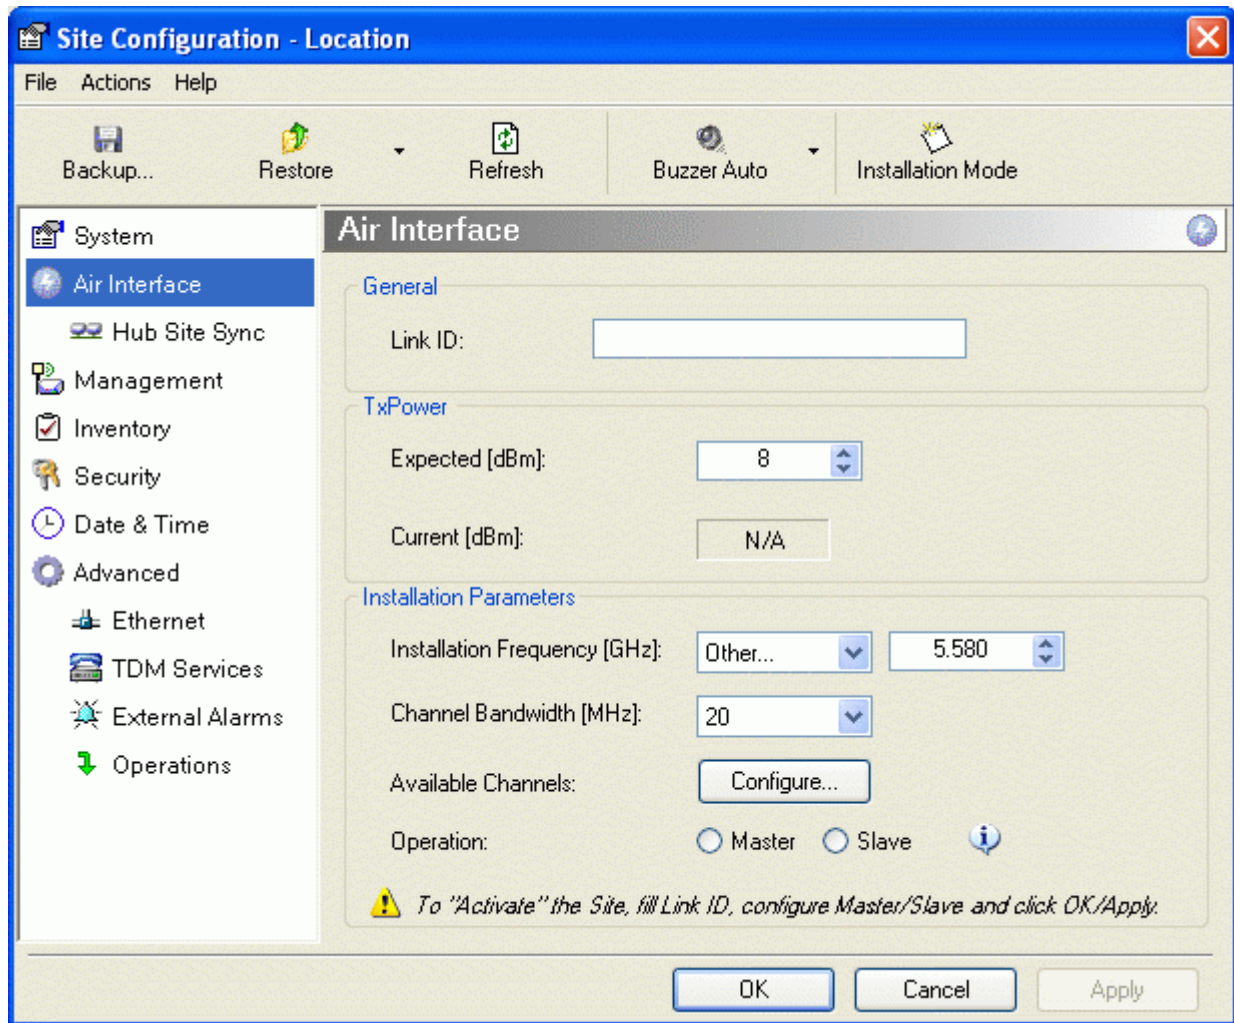 Site Configuration - Location
File Actions Help
Backup... Restore Refresh Buzzer Auto Installation Mode
System
Air Interface
Hub Site Sync
Management
Inventory
Security
Date & Time
Advanced
Ethernet
TDM Services
External Alarms
Operations
Air Interface
General
Link ID:
TxPower
Expected [dBm]: 8
Current [dBm]: N/A
Installation Parameters
Installation Frequency [GHz]: Other... 5.580
Channel Bandwidth [MHz]: 20
Available Channels: Configure...
Operation: Master Slave
To "Activate" the Site, fill Link ID, configure Master/Slave and click OK/Apply.
OK Cancel Apply